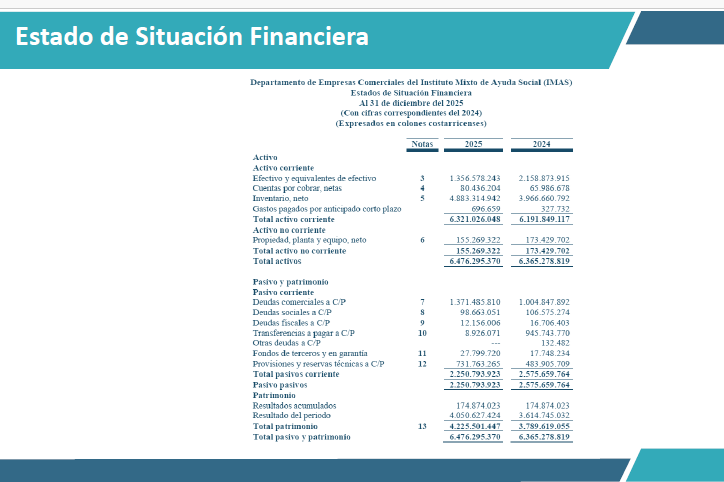 Estado de Situación Financiera
Departamento de Empresas Comerciales del Instituto Mixto de Ayuda Social (IMAS)
Estados de Situación Financiera
Al 31 de diciembre del 2025
(Con cifras correspondientes del 2024)
(Expresados en colones costarricenses)
Notas 2025 2024
Activo
Activo corriente
Efectivo y equivalentes de efectivo 3 1.356.578.243 2.158.873.915
Cuentas por cobrar, netas 4 80.436.204 65.986.678
Inventario, neto 5 4.883.314.942 3.966.660.792
Gastos pagados por anticipado corto plazo 696.659 327.732
Total activo corriente 6.321.026.048 6.191.849.117
Activo no corriente
Propiedad, planta y equipo, neto 6 155.269.322 173.429.702
Total activo no corriente 155.269.322 173.429.702
Total activos 6.476.295.370 6.365.278.819
Pasivo y patrimonio
Pasivo corriente
Deudas comerciales a C/P 7 1.371.485.810 1.004.847.892
Deudas sociales a C/P 8 98.663.051 106.575.274
Deudas fiscales a C/P 9 12.156.006 16.706.403
Transferencias a pagar a C/P 10 8.926.071 945.743.770
Otras deudas a C/P --- 132.482
Fondos de terceros y en garantía 11 27.799.720 17.748.234
Provisiones y reservas técnicas a C/P 12 731.763.265 483.905.709
Total pasivos corriente 2.250.793.923 2.575.659.764
Pasivo pasivos 2.250.793.923 2.575.659.764
Patrimonio
Resultados acumulados 174.874.023 174.874.023
Resultado del periodo 4.050.627.424 3.614.745.032
Total patrimonio 13 4.225.501.447 3.789.619.055
Total pasivo y patrimonio 6.476.295.370 6.365.278.819